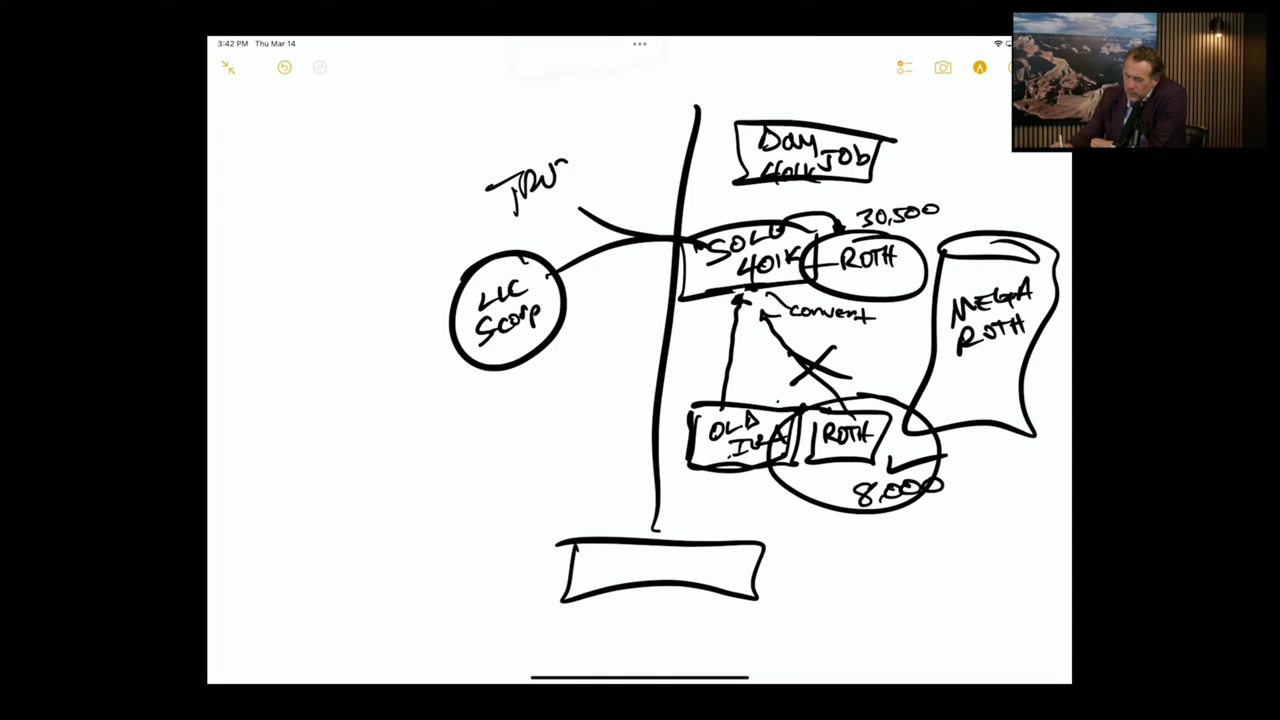 3:42 PM Thu Mar 14
Day
JOB
401K
30,500
SOLO
401K
ROTH
LLC
Scorp
convert
MEGA
ROTH
OLD
IRA
ROTH
8,000